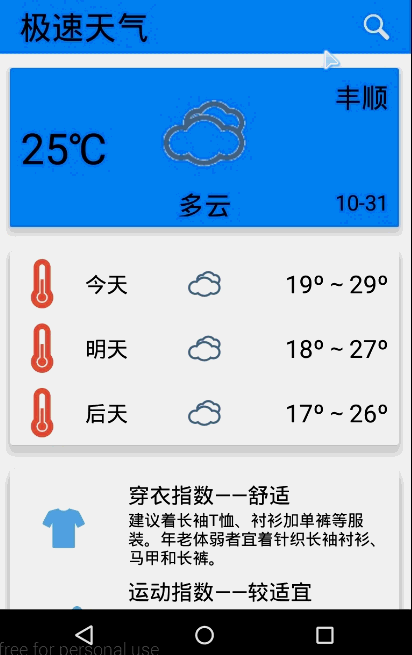 极速天气
丰顺
25℃
多云
10-31
今天 19º ~ 29º
明天 18º ~ 27º
后天 17º ~ 26º
穿衣指数——舒适
建议着长袖T恤、衬衫加单裤等服
装。年老体弱者宜着针织长袖衬衫、
马甲和长裤。
运动指数——较适宜
free for personal use